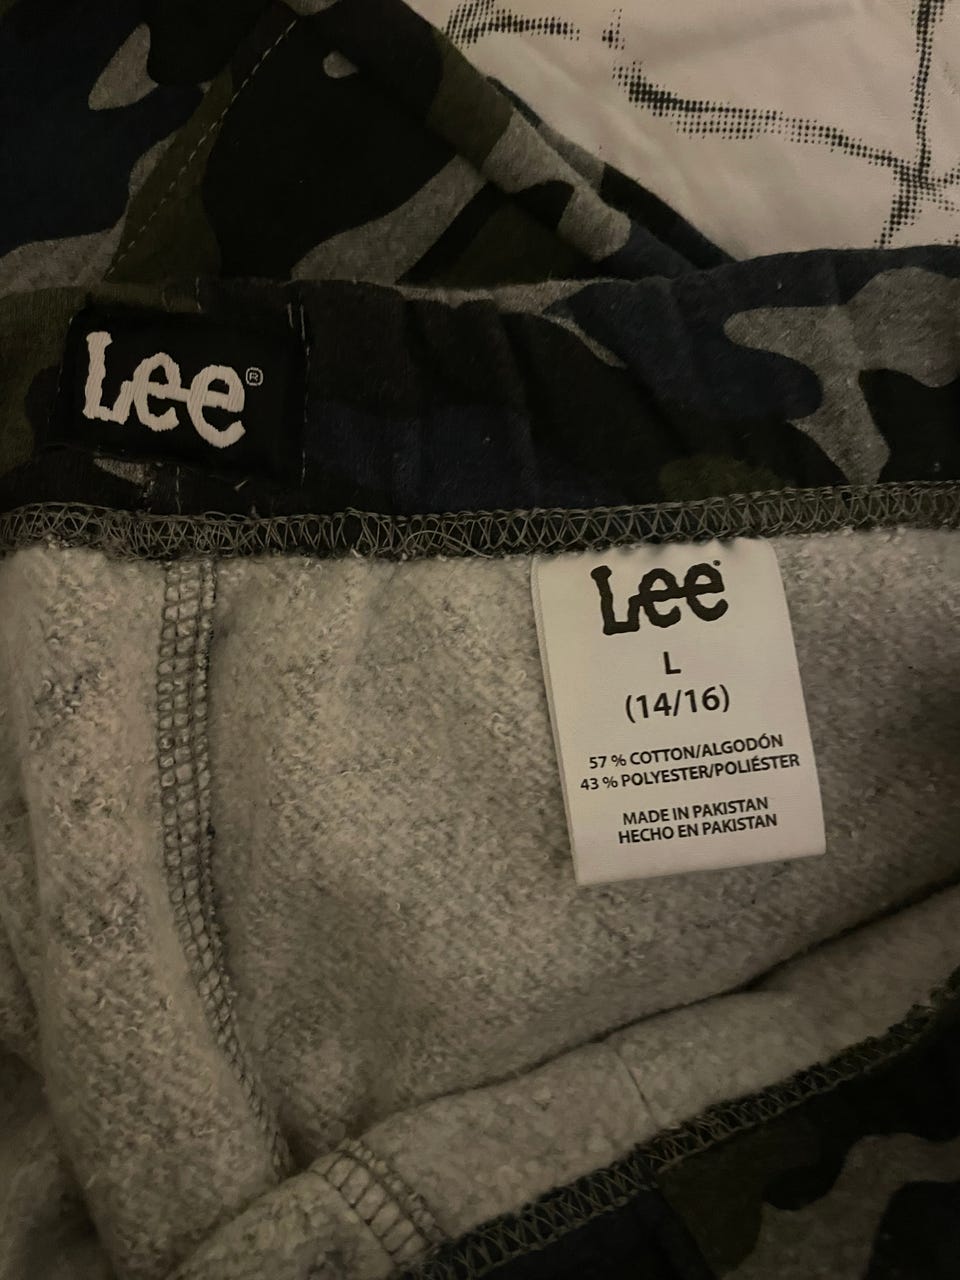 Lee®
Lee
L
(14/16)
57 % COTTON/ALGODÓN
43 % POLYESTER/POLIÉSTER
MADE IN PAKISTAN
HECHO EN PAKISTAN